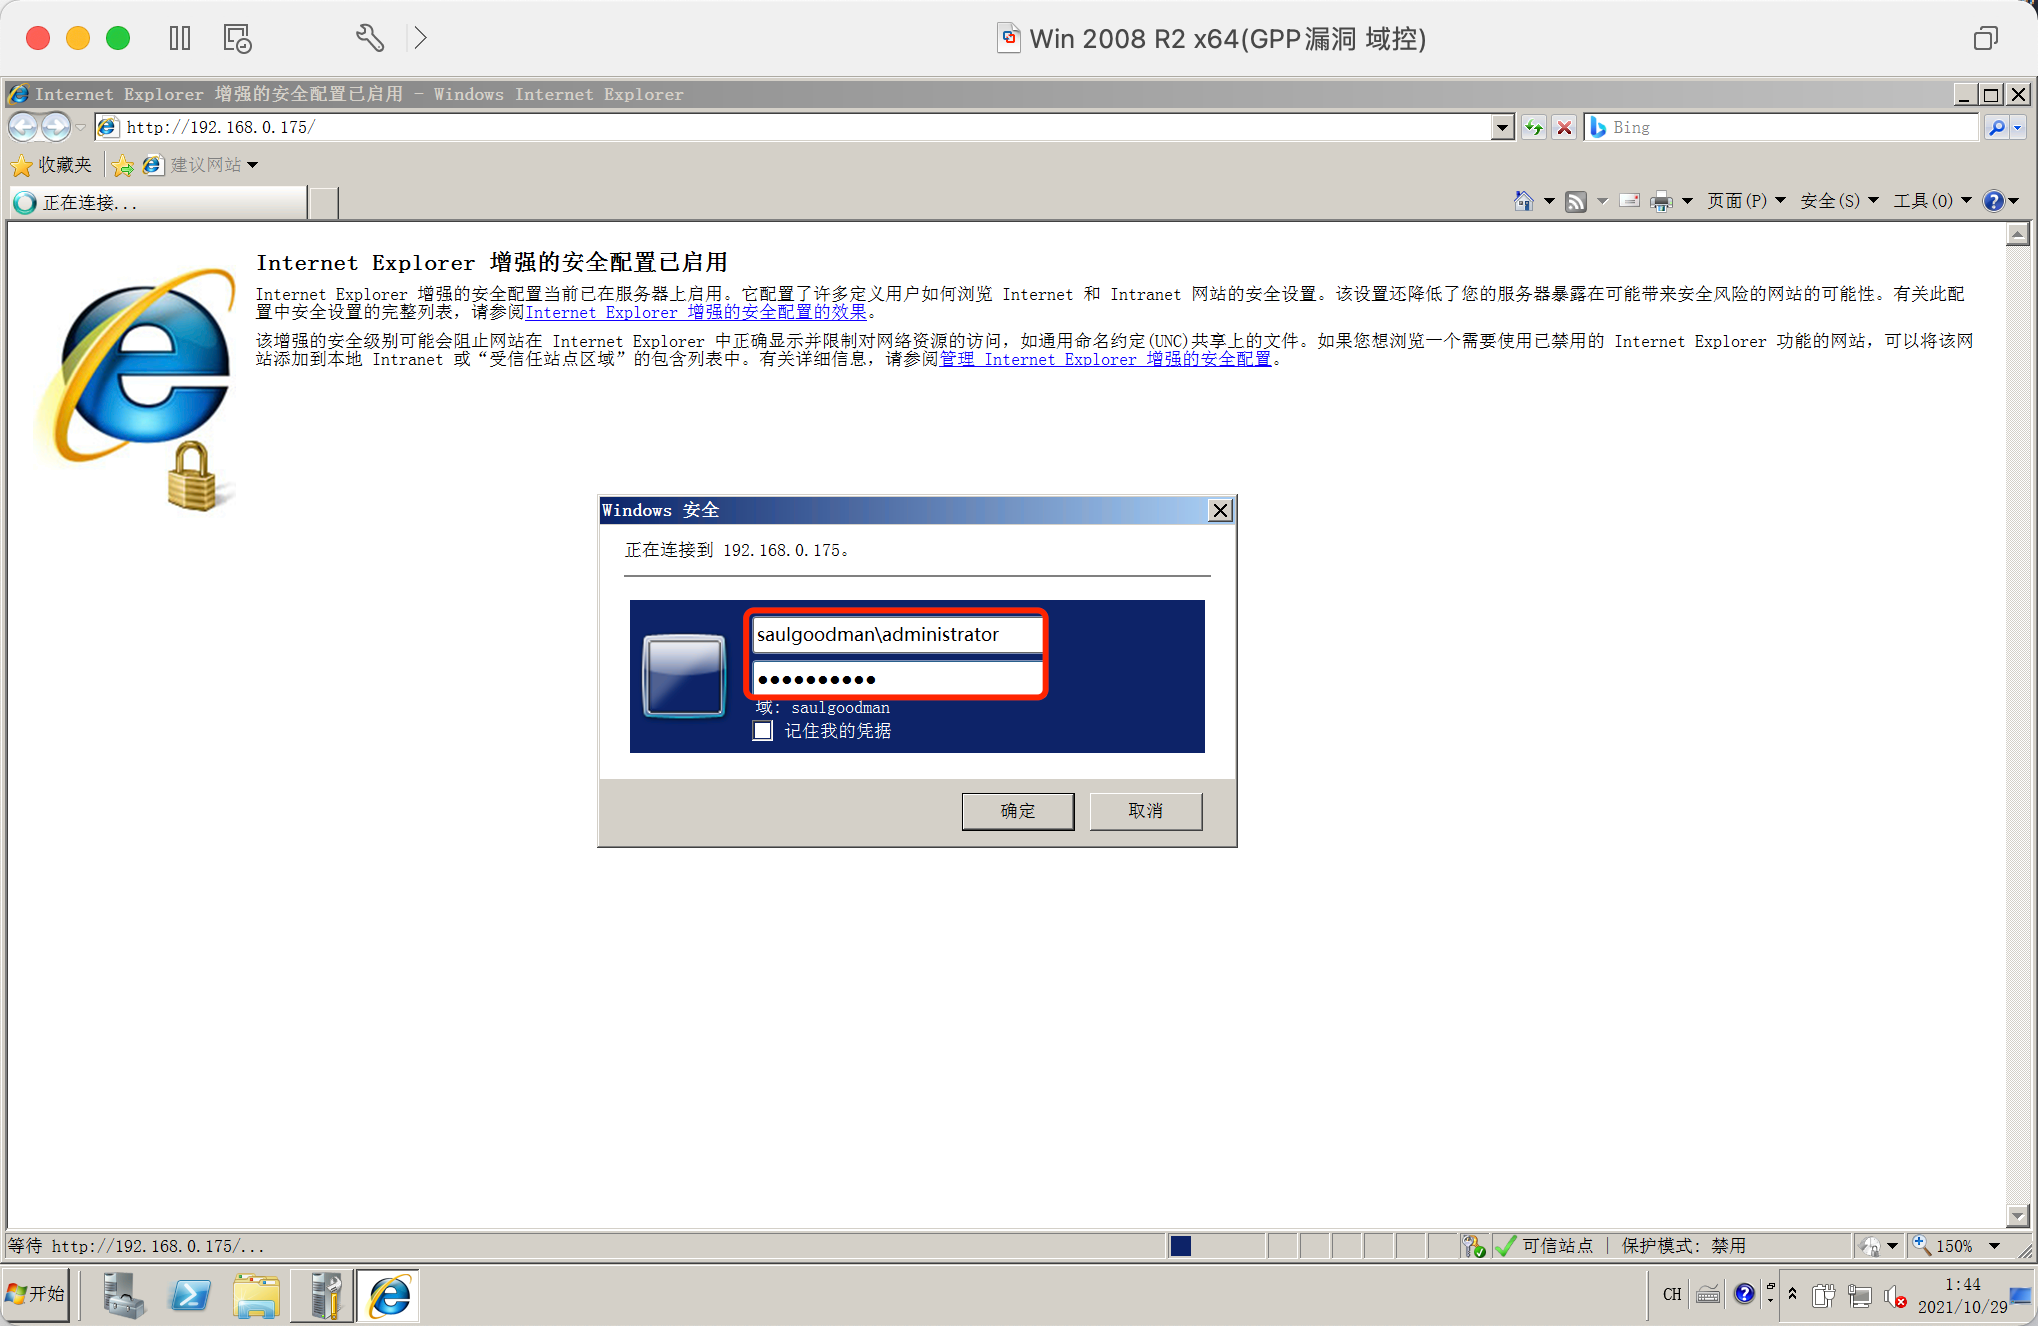 Win 2008 R2 x64(GPP漏洞 域控)
Internet Explorer 增强的安全配置已启用 - Windows Internet Explorer
http://192.168.0.175/
Bing
收藏夹
建议网站
正在连接...
页面(P)
安全(S)
工具(O)
Internet Explorer 增强的安全配置已启用
Internet Explorer 增强的安全配置当前已在服务器上启用。它配置了许多定义用户如何浏览 Internet 和 Intranet 网站的安全设置。该设置还降低了您的服务器暴露在可能带来安全风险的网站的可能性。有关此配
置中安全设置的完整列表，请参阅Internet Explorer 增强的安全配置的效果。
该增强的安全级别可能会阻止网站在 Internet Explorer 中正确显示并限制对网络资源的访问，如通用命名约定(UNC)共享上的文件。如果您想浏览一个需要使用已禁用的 Internet Explorer 功能的网站，可以将该网
站添加到本地 Intranet 或“受信任站点区域”的包含列表中。有关详细信息，请参阅管理 Internet Explorer 增强的安全配置。
Windows 安全
正在连接到 192.168.0.175。
saulgoodman\administrator
●●●●●●●●●●
域: saulgoodman
记住我的凭据
确定
取消
等待 http://192.168.0.175/...
可信站点 | 保护模式: 禁用
150%
开始
CH
1:44
2021/10/29